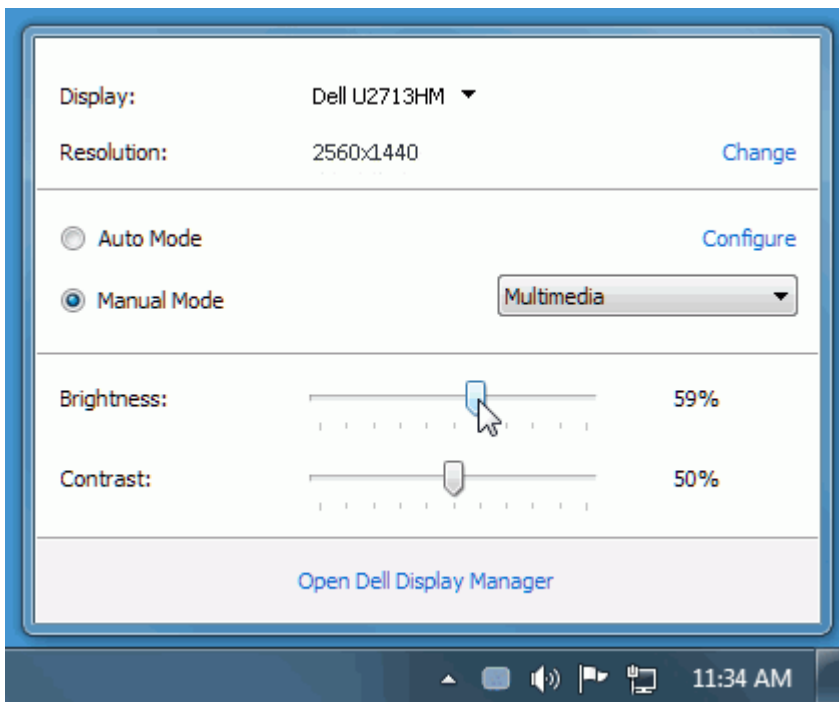 Display: Dell U2713HM
Resolution: 2560x1440 Change
Auto Mode Configure
Manual Mode Multimedia
Brightness: 59%
Contrast: 50%
Open Dell Display Manager
11:34 AM